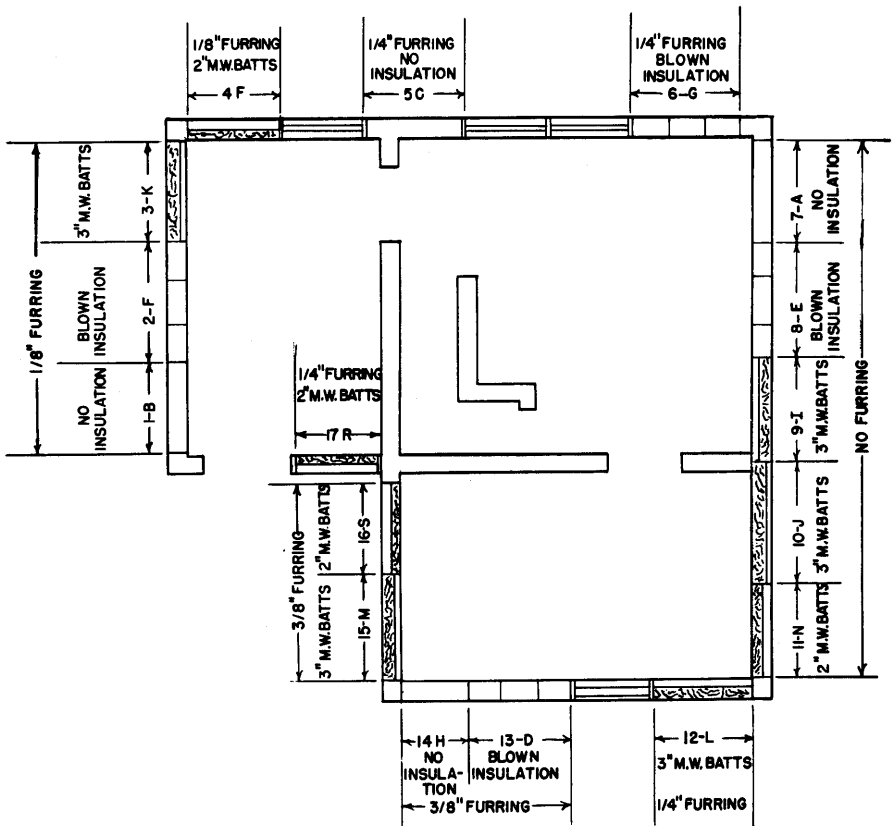 1/8" FURRING
2" M.W. BATTS
4 F
1/4" FURRING
NO
INSULATION
5C
1/4" FURRING
BLOWN
INSULATION
6-G
1/8" FURRING
3" M.W. BATTS
3-K
BLOWN
INSULATION
2-F
NO
INSULATION
1-B
7-A
NO
INSULATION
8-E
BLOWN
INSULATION
9-I
3" M.W. BATTS
10-J
3" M.W. BATTS
11-N
2" M.W. BATTS
NO FURRING
1/4" FURRING
2" M.W. BATTS
17 R
3/8" FURRING
2" M.W. BATTS
16-S
3" M.W. BATTS
15-M
14 H
NO
INSULA-
TION
13-D
BLOWN
INSULATION
3/8" FURRING
12-L
3" M.W. BATTS
1/4" FURRING